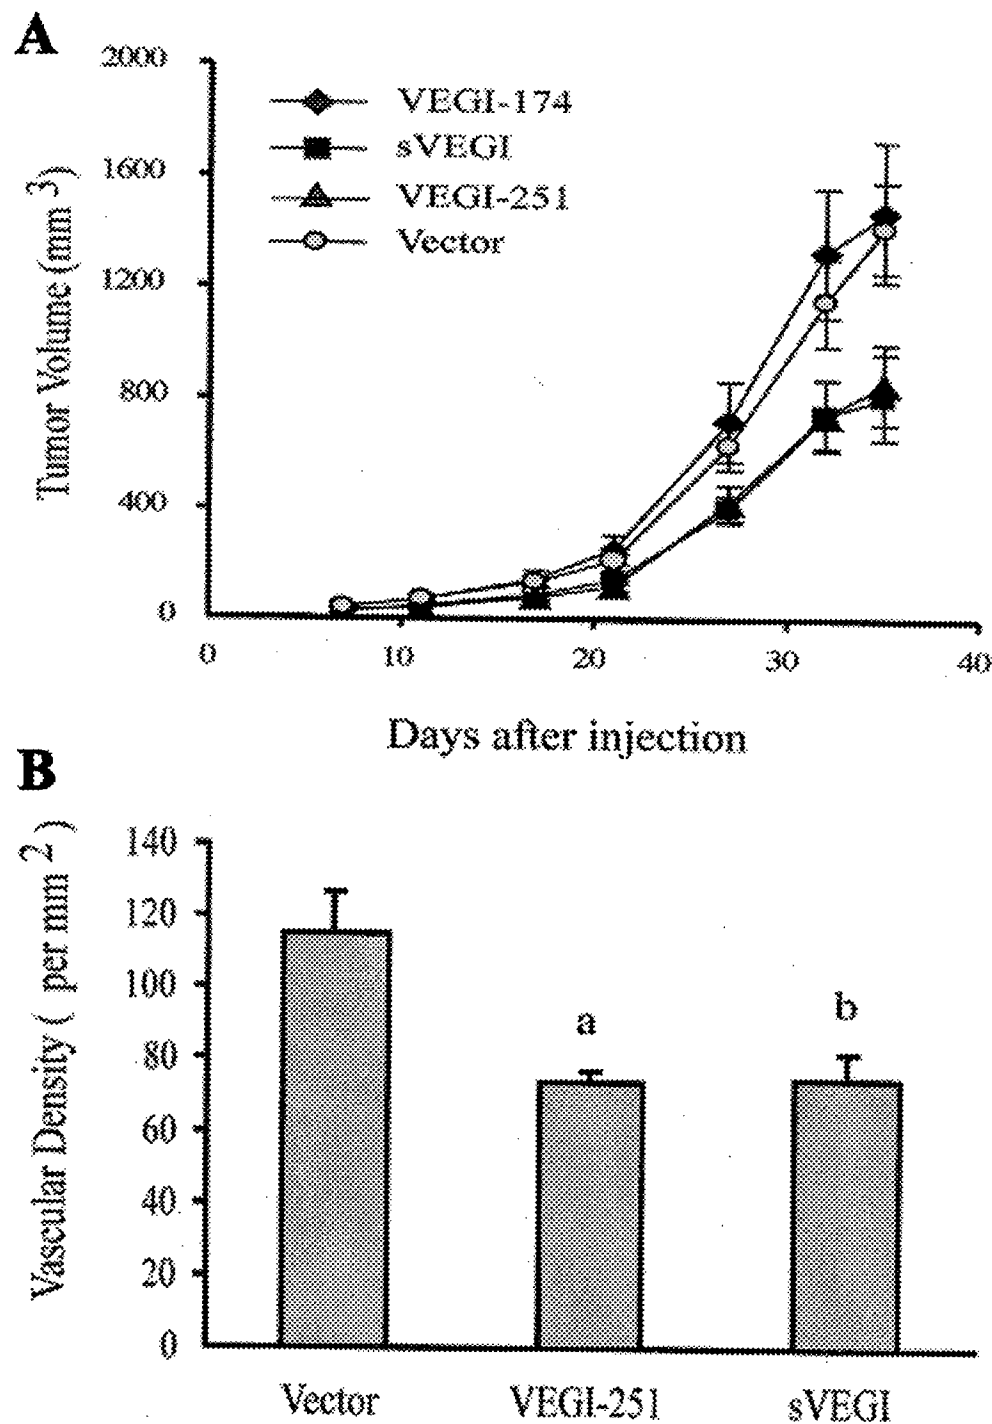 A
2000
1600
1200
800
400
0
Tumor Volume (mm 3)
VEGI-174
sVEGI
VEGI-251
Vector
0 10 20 30 40
Days after injection
B
140
120
100
80
60
40
20
0
Vascular Density ( per mm 2)
a
b
Vector VEGI-251 sVEGI